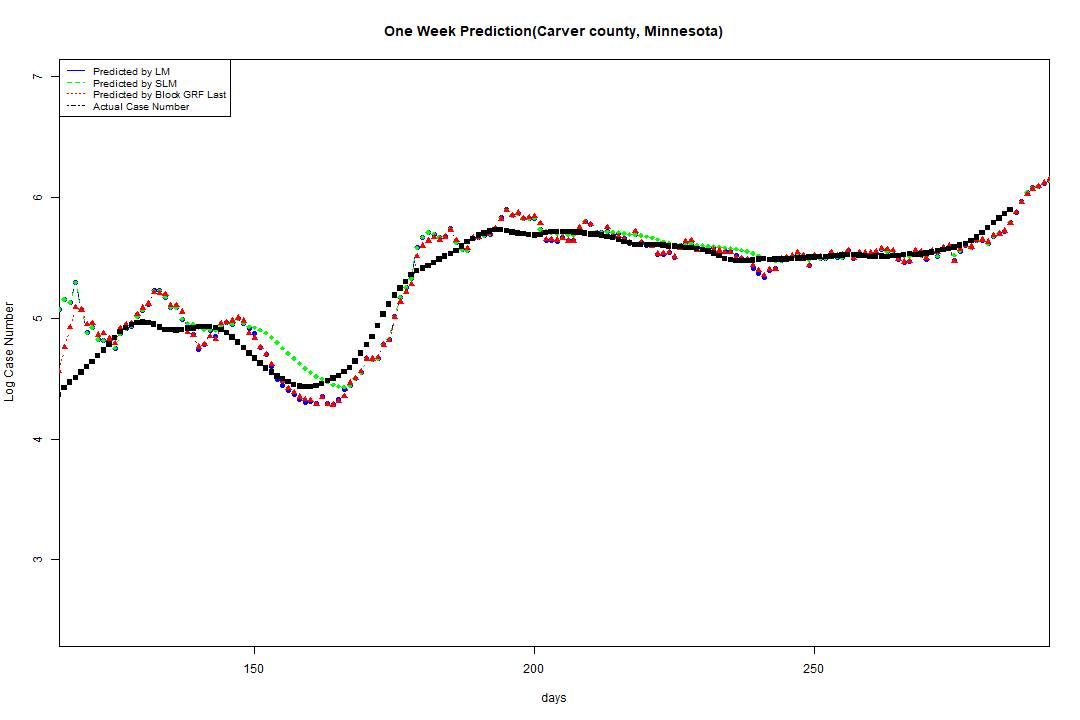 One Week Prediction(Carver county, Minnesota)
Predicted by LM
Predicted by SLM
Predicted by Block GRF Last
Actual Case Number
7
6
5
4
3
Log Case Number
150
200
250
days